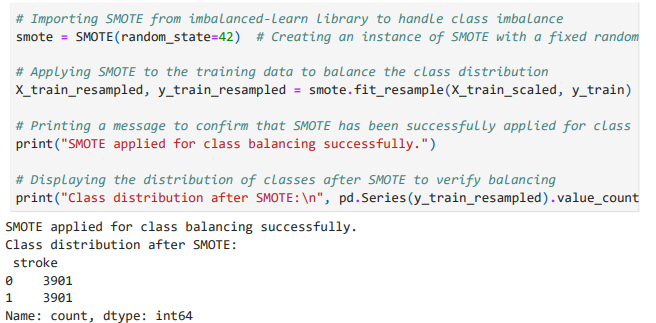 # Importing SMOTE from imbalanced-learn library to handle class imbalance
smote = SMOTE(random_state=42)  # Creating an instance of SMOTE with a fixed random
# Applying SMOTE to the training data to balance the class distribution
X_train_resampled, y_train_resampled = smote.fit_resample(X_train_scaled, y_train)
# Printing a message to confirm that SMOTE has been successfully applied for class
print("SMOTE applied for class balancing successfully.")
# Displaying the distribution of classes after SMOTE to verify balancing
print("Class distribution after SMOTE:\n", pd.Series(y_train_resampled).value_count
SMOTE applied for class balancing successfully.
Class distribution after SMOTE:
stroke
0    3901
1    3901
Name: count, dtype: int64